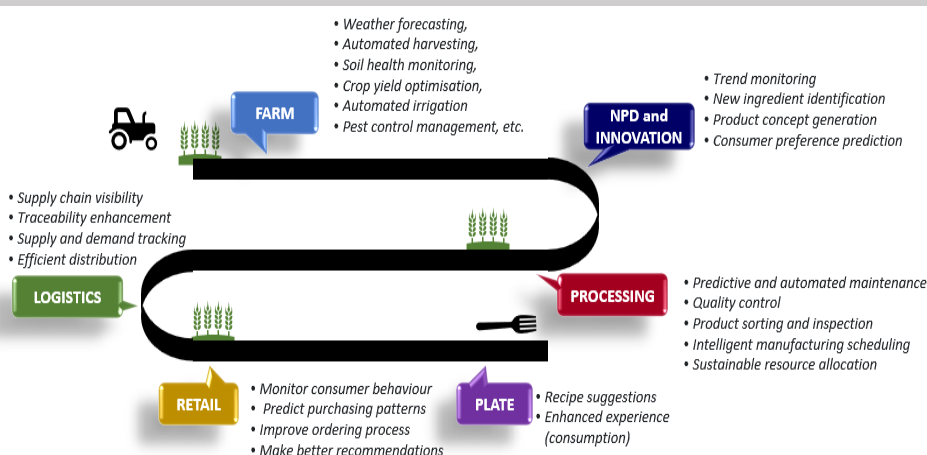 • Weather forecasting,
• Automated harvesting,
• Soil health monitoring,
• Crop yield optimisation,
• Automated irrigation
• Pest control management, etc.
FARM
NPD and
INNOVATION
• Trend monitoring
• New ingredient identification
• Product concept generation
• Consumer preference prediction
• Supply chain visibility
• Traceability enhancement
• Supply and demand tracking
• Efficient distribution
LOGISTICS
PROCESSING
• Predictive and automated maintenance
• Quality control
• Product sorting and inspection
• Intelligent manufacturing scheduling
• Sustainable resource allocation
RETAIL
• Monitor consumer behaviour
• Predict purchasing patterns
• Improve ordering process
• Make better recommendations
PLATE
• Recipe suggestions
• Enhanced experience
(consumption)